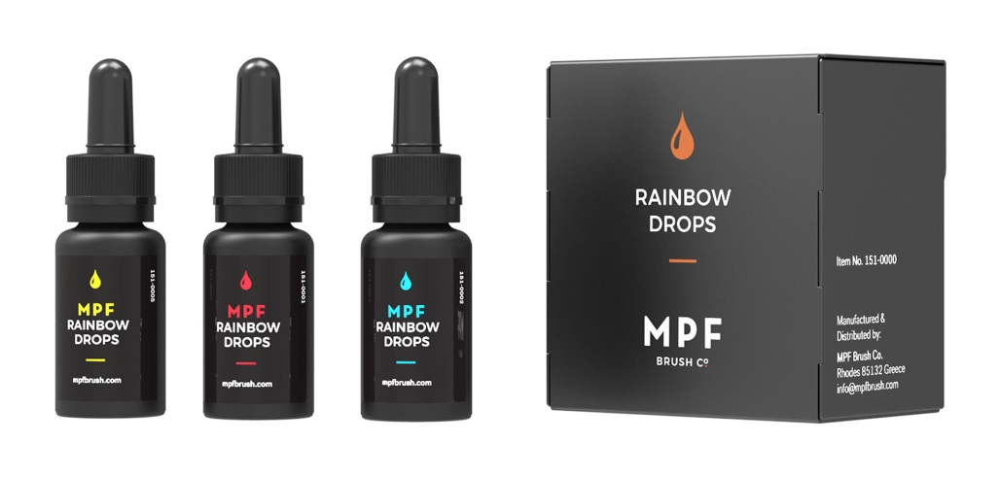 MPF
RAINBOW
DROPS
mpfbrush.com
151-0005
MPF
RAINBOW
DROPS
mpfbrush.com
151-0001
MPF
RAINBOW
DROPS
mpfbrush.com
151-0002
RAINBOW
DROPS
MPF
BRUSH Cº
Item No. 151-0000
Manufactured &
Distributed by:
MPF Brush Co.
Rhodes 85132 Greece
info@mpfbrush.com